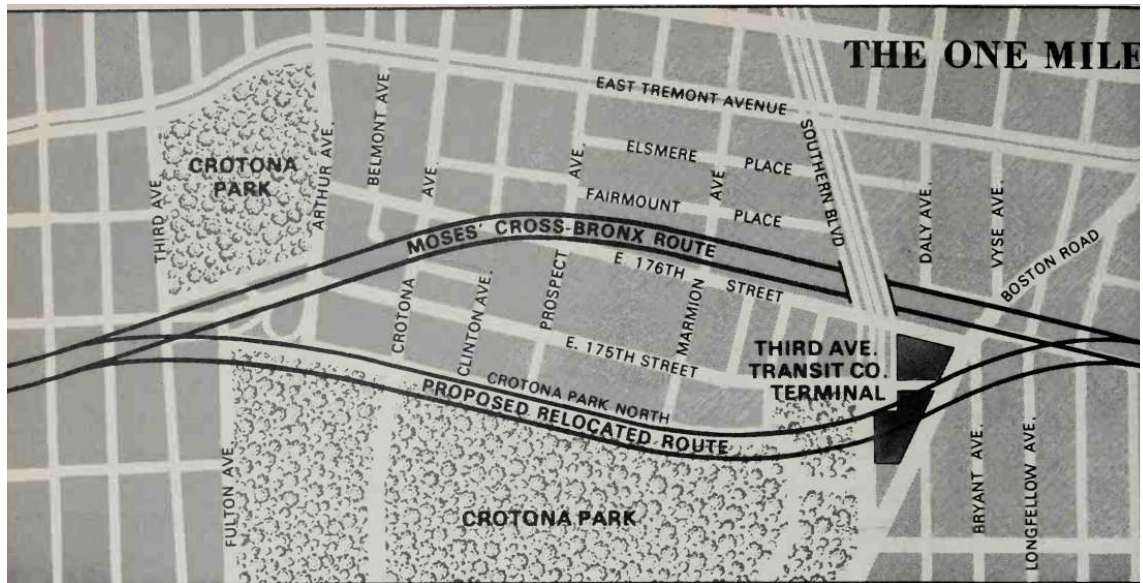 THE ONE MILE
EAST TREMONT AVENUE
CROTONA
PARK
THIRD AVE.
ARTHUR AVE.
BELMONT AVE.
AVE.
AVE.
AVE
ELSMERE PLACE
FAIRMOUNT PLACE
SOUTHERN BLVD
DALY AVE.
VYSE AVE.
BOSTON ROAD
MOSES' CROSS-BRONX ROUTE
E. 176TH STREET
CROTONA
CLINTON AVE.
PROSPECT
MARMION
E. 175TH STREET
THIRD AVE.
TRANSIT CO.
TERMINAL
CROTONA PARK NORTH
PROPOSED RELOCATED ROUTE
FULTON AVE.
CROTONA PARK
BRYANT AVE.
LONGFELLOW AVE.